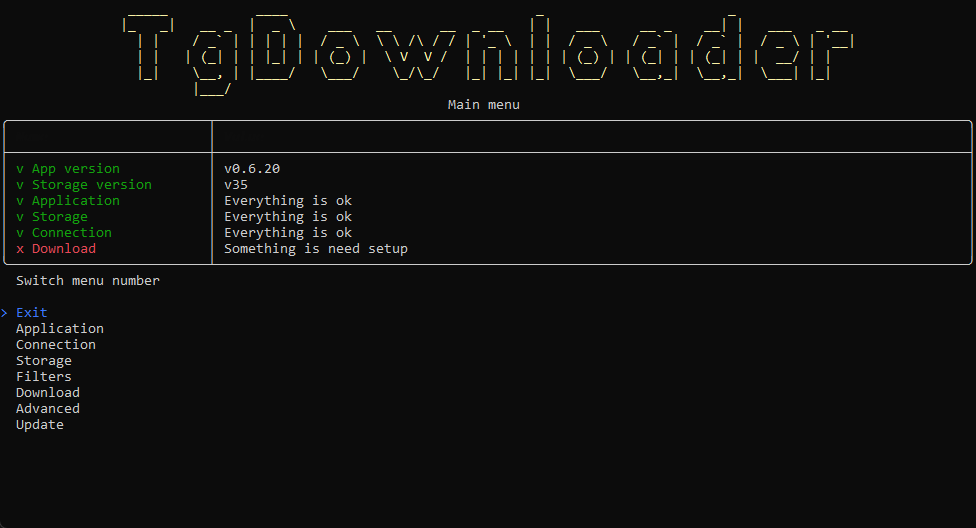 TgDownloader
Main menu
v App version v0.6.20
v Storage version v35
v Application Everything is ok
v Storage Everything is ok
v Connection Everything is ok
x Download Something is need setup
Switch menu number
> Exit
Application
Connection
Storage
Filters
Download
Advanced
Update